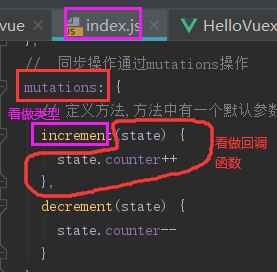 vue index.js HelloVuex
},
// 同步操作通过mutations操作
mutations: {
看做类型
// 定义方法,方法中有一个默认参数
increment(state) {
看做回调函数
state.counter++
},
decrement(state) {
state.counter--
}